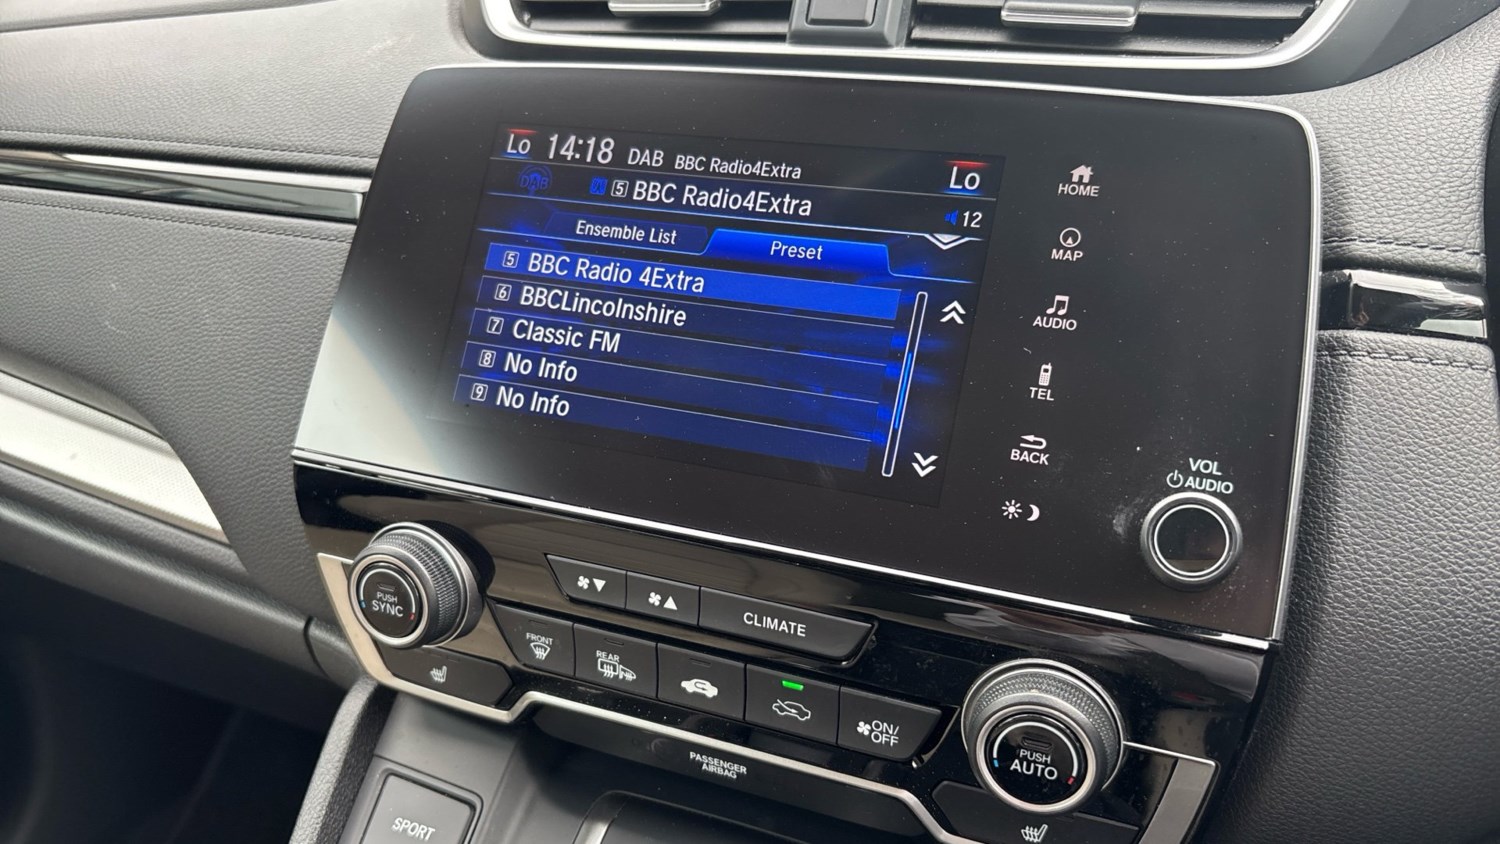 Lo 14:18 DAB BBC Radio4Extra Lo
DAB 5 BBC Radio4Extra 12
Ensemble List Preset
5 BBC Radio 4Extra
6 BBCLincolnshire
7 Classic FM
8 No Info
9 No Info
HOME
MAP
AUDIO
TEL
BACK
VOL
AUDIO
PUSH
SYNC
CLIMATE
FRONT
REAR
ON/
OFF
PUSH
AUTO
PASSENGER
AIRBAG
SPORT